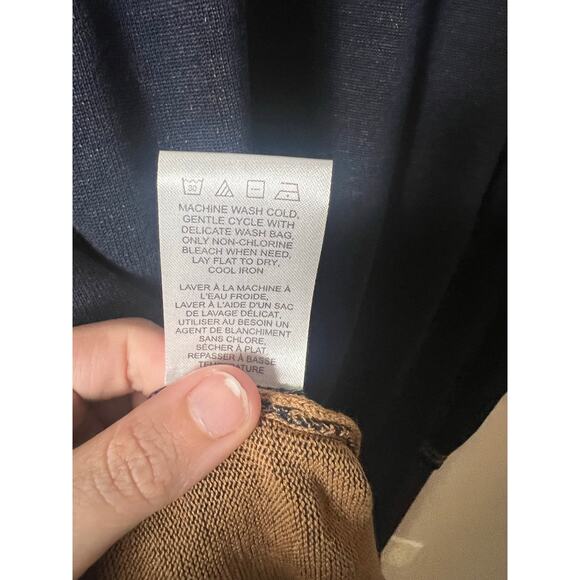 30
MACHINE WASH COLD,
GENTLE CYCLE WITH
DELICATE WASH BAG,
ONLY NON-CHLORINE
BLEACH WHEN NEED,
LAY FLAT TO DRY,
COOL IRON
LAVER À LA MACHINE À
L'EAU FROIDE,
LAVER À L'AIDE D'UN SAC
DE LAVAGE DÉLICAT,
UTILISER AU BESOIN UN
AGENT DE BLANCHIMENT
SANS CHLORE,
SÉCHER À PLAT
REPASSER À BASSE
TEMPÉRATURE